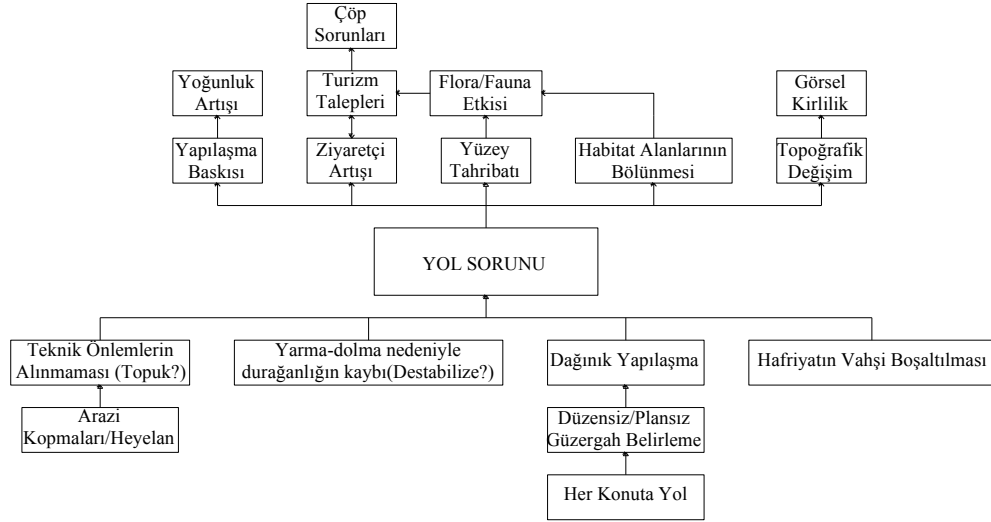 Çöp
Sorunları
Yoğunluk
Artışı
Turizm
Talepleri
Flora/Fauna
Etkisi
Görsel
Kirlilik
Yapılaşma
Baskısı
Ziyaretçi
Artışı
Yüzey
Tahribatı
Habitat Alanlarının
Bölünmesi
Topoğrafik
Değişim
YOL SORUNU
Teknik Önlemlerin
Alınmaması (Topuk?)
Yarma-dolma nedeniyle
durağanlığın kaybı(Destabilize?)
Dağınık Yapılaşma
Hafriyatın Vahşi Boşaltılması
Arazi
Kopmaları/Heyelan
Düzensiz/Plansız
Güzergah Belirleme
Her Konuta Yol